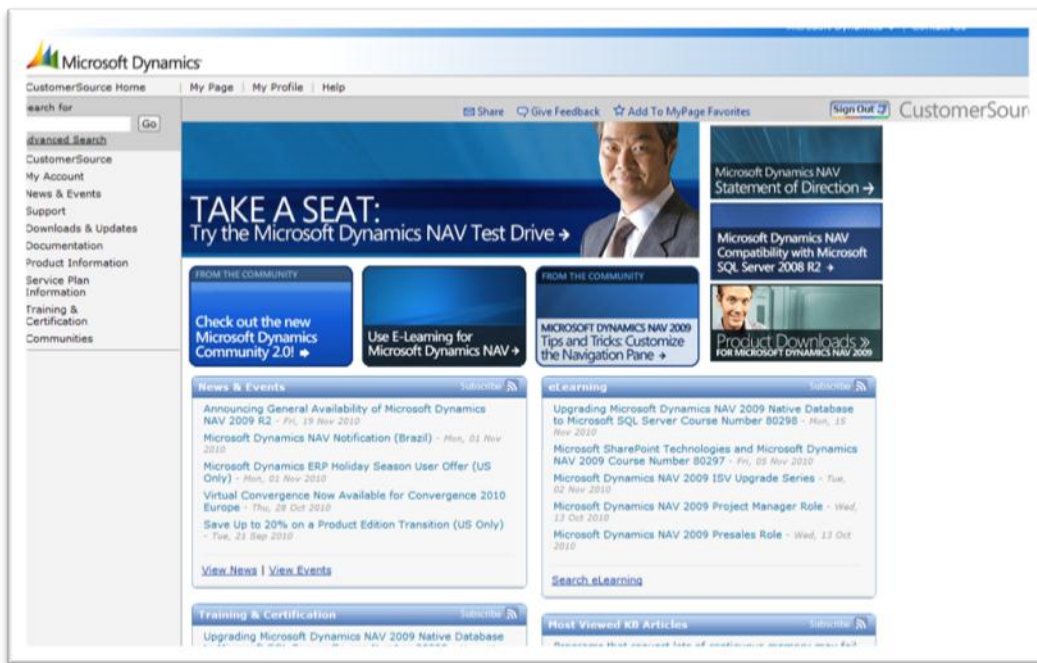 Microsoft Dynamics
CustomerSource Home | My Page | My Profile | Help
earch for
Go
dvanced Search
CustomerSource
My Account
News & Events
Support
Downloads & Updates
Documentation
Product Information
Service Plan
Information
Training &
Certification
Communities
Share Give Feedback Add To MyPage Favorites
Sign Out
CustomerSour
TAKE A SEAT:
Try the Microsoft Dynamics NAV Test Drive →
Microsoft Dynamics NAV
Statement of Direction →
Microsoft Dynamics NAV
Compatibility with Microsoft
SQL Server 2008 R2 →
Product Downloads »
FOR MICROSOFT DYNAMICS NAV 2009
FROM THE COMMUNITY
Check out the new
Microsoft Dynamics
Community 2.0! →
Use E-Learning for
Microsoft Dynamics NAV →
FROM THE COMMUNITY
MICROSOFT DYNAMICS NAV 2009
Tips and Tricks: Customize
the Navigation Pane →
News & Events Subscribe
Announcing General Availability of Microsoft Dynamics
NAV 2009 R2 - Fri, 19 Nov 2010
Microsoft Dynamics NAV Notification (Brazil) - Mon, 01 Nov
2010
Microsoft Dynamics ERP Holiday Season User Offer (US
Only) - Mon, 01 Nov 2010
Virtual Convergence Now Available for Convergence 2010
Europe - Thu, 28 Oct 2010
Save Up to 20% on a Product Edition Transition (US Only)
- Tue, 21 Sep 2010
View News | View Events
eLearning Subscribe
Upgrading Microsoft Dynamics NAV 2009 Native Database
to Microsoft SQL Server Course Number 80298 - Mon, 15
Nov 2010
Microsoft SharePoint Technologies and Microsoft Dynamics
NAV 2009 Course Number 80297 - Fri, 05 Nov 2010
Microsoft Dynamics NAV 2009 ISV Upgrade Series - Tue,
02 Nov 2010
Microsoft Dynamics NAV 2009 Project Manager Role - Wed,
13 Oct 2010
Microsoft Dynamics NAV 2009 Presales Role - Wed, 13 Oct
2010
Search eLearning
Training & Certification Subscribe
Upgrading Microsoft Dynamics NAV 2009 Native Database
Most Viewed KB Articles Subscribe